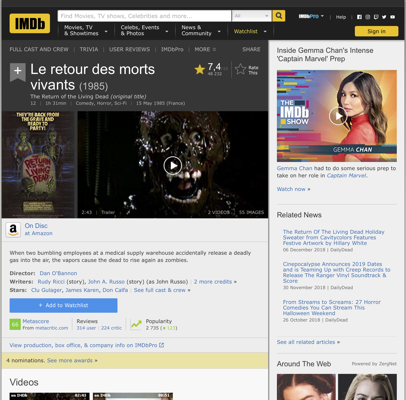 IMDb
Find Movies, TV shows, Celebrities and more...
All
IMDbPro
Help
Movies, TV
& Showtimes
Celebs, Events
& Photos
News &
Community
Watchlist
Sign in
FULL CAST AND CREW | TRIVIA | USER REVIEWS | IMDbPro | MORE
SHARE
Le retour des morts
vivants (1985)
The Return of the Living Dead (original title)
12 | 1h 31min | Comedy, Horror, Sci-Fi | 15 May 1985 (France)
7,4
Rate
This
THEY'RE BACK
FROM THE
GRAVE AND
READY TO
PARTY!
THE RETURN OF THE
LIVING DEAD
2:43 | Trailer
2 VIDEOS
55 IMAGES
On Disc
at Amazon
When two bumbling employees at a medical supply warehouse accidentally release a deadly
gas into the air, the vapors cause the dead to rise again as zombies.
Director: Dan O'Bannon
Writers: Rudy Ricci (story), John A. Russo (story) (as John Russo) | 2 more credits »
Stars: Clu Gulager, James Karen, Don Calfa | See full cast & crew »
+ Add to Watchlist
Metascore
From metacritic.com
Reviews
314 user | 224 critic
Popularity
2 735
View production, box office, & company info on IMDbPro
4 nominations. See more awards »
Videos
Inside Gemma Chan's Intense
'Captain Marvel' Prep
THE
IMDb
SHOW
GEMMA CHAN
Gemma Chan had to do some serious prep
to take on her role in Captain Marvel.
Watch now »
Related News
The Return Of The Living Dead Holiday
Sweater from Cavitycolors Features
Festive Artwork by Hillary White
06 December 2018 | DailyDead
Cinepocalypse Announces 2019 Dates
and is Teaming Up with Creep Records to
Release The Ranger Vinyl Soundtrack &
Score
30 November 2018 | DailyDead
From Streams to Screams: 27 Horror
Comedies You Can Stream This
Halloween Weekend
26 October 2018 | DailyDead
See all related articles »
Around The Web
Powered by ZergNet